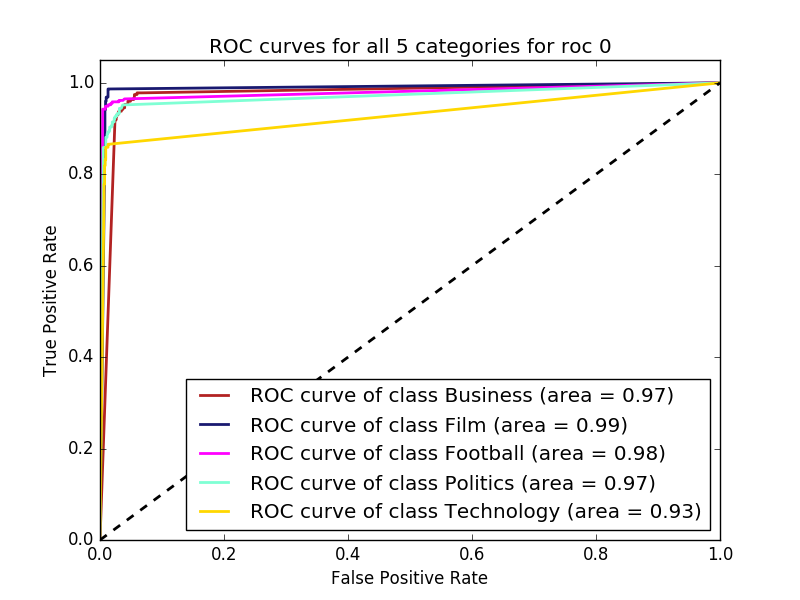 ROC curves for all 5 categories for roc 0
1.0
0.8
0.6
0.4
0.2
0.0
True Positive Rate
ROC curve of class Business (area = 0.97)
ROC curve of class Film (area = 0.99)
ROC curve of class Football (area = 0.98)
ROC curve of class Politics (area = 0.97)
ROC curve of class Technology (area = 0.93)
0.0 0.2 0.4 0.6 0.8 1.0
False Positive Rate